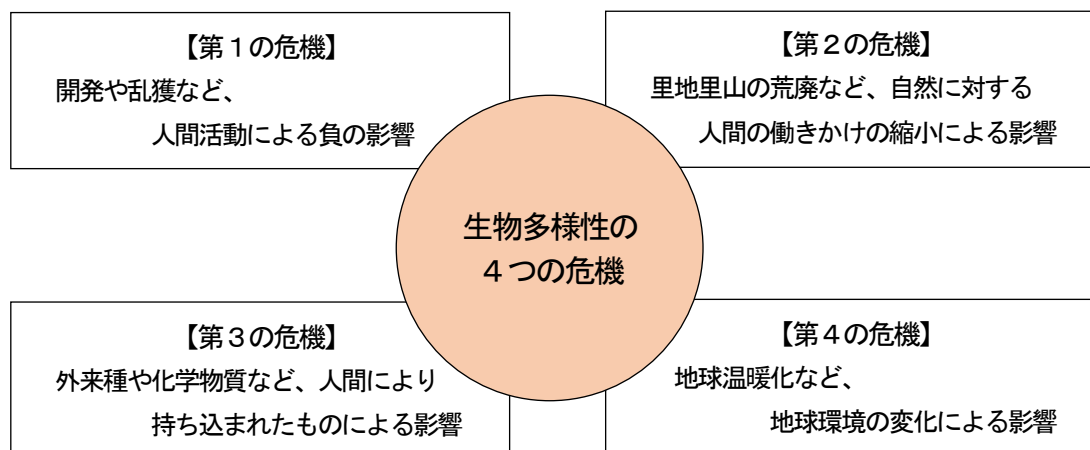 【第１の危機】
開発や乱獲など、
人間活動による負の影響
【第２の危機】
里地里山の荒廃など、自然に対する
人間の働きかけの縮小による影響
生物多様性の
４つの危機
【第３の危機】
外来種や化学物質など、人間により
持ち込まれたものによる影響
【第４の危機】
地球温暖化など、
地球環境の変化による影響